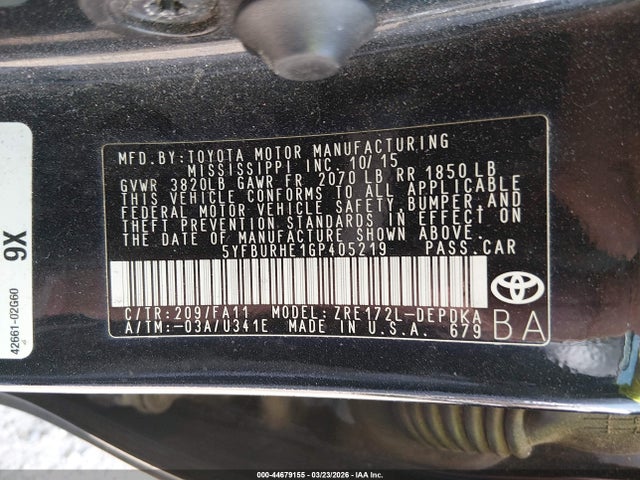 MFD.BY:TOYOTA MOTOR MANUFACTURING
MISSISSIPPI INC. 10/15
GVWR 3820LB GAWR FR 2070 LB RR 1850LB
THIS VEHICLE CONFORMS TO ALL APPLICABLE
FEDERAL MOTOR VEHICLE SAFETY,BUMPER,AND
THEFT PREVENTION STANDARDS IN EFFECT ON
THE DATE OF MANUFACTURE SHOWN ABOVE.
5YFBURHE1GP405219 PASS.CAR
C/TR:209/FA11 MODEL:ZRE172L-DEPDKA
A/TM:-03A/U341E MADE IN U.S.A. 679
BA
9X
42661-02G60
000-44679155 - 03/23/2026 - IAA Inc.